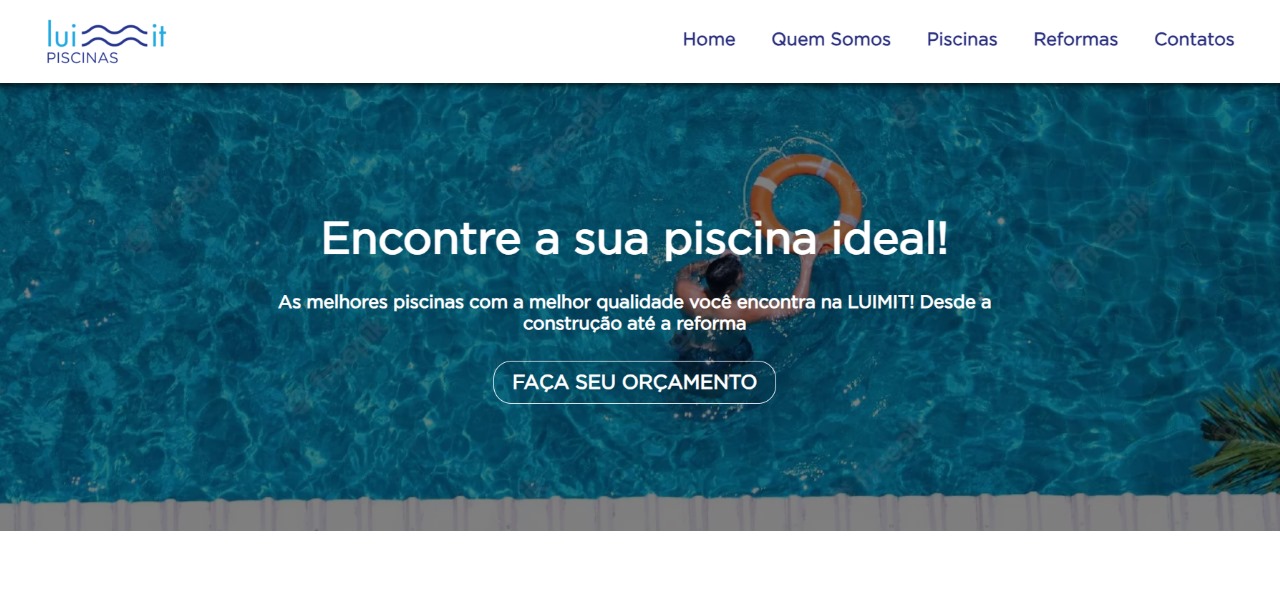 lui it
PISCINAS
Home Quem Somos Piscinas Reformas Contatos
Encontre a sua piscina ideal!
As melhores piscinas com a melhor qualidade você encontra na LUIMIT! Desde a
construção até a reforma
FAÇA SEU ORÇAMENTO